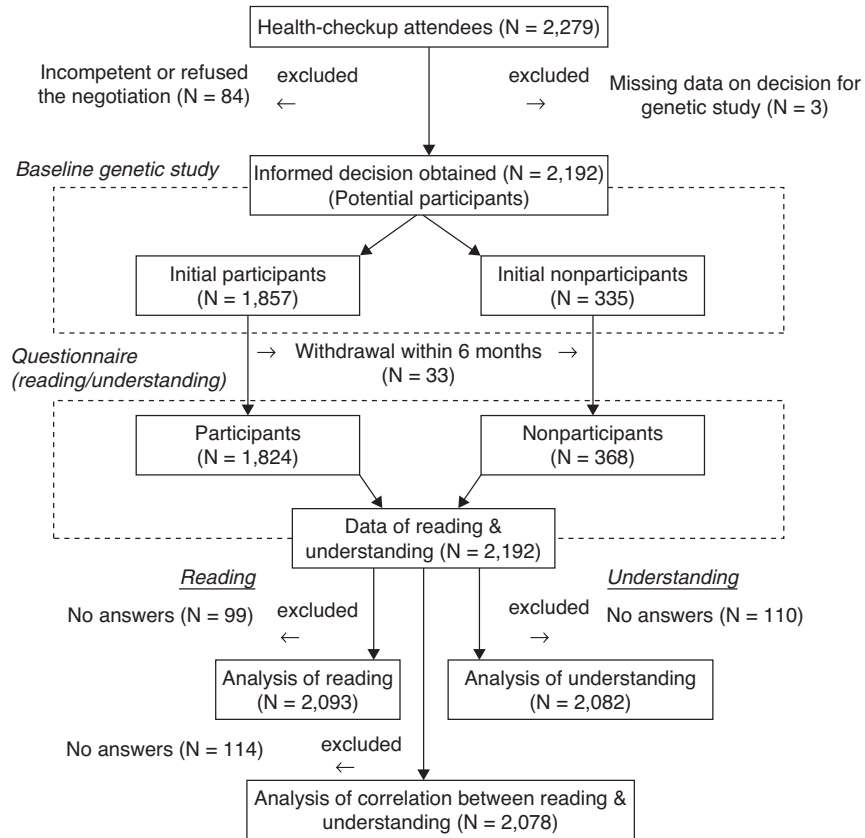 Health-checkup attendees (N = 2,279)
Incompetent or refused
the negotiation (N = 84)
excluded
←
excluded
→
Missing data on decision for
genetic study (N = 3)
Baseline genetic study
Informed decision obtained (N = 2,192)
(Potential participants)
Initial participants
(N = 1,857)
Initial nonparticipants
(N = 335)
Questionnaire
(reading/understanding)
→ Withdrawal within 6 months →
(N = 33)
Participants
(N = 1,824)
Nonparticipants
(N = 368)
Data of reading &
understanding (N = 2,192)
Reading
No answers (N = 99)
excluded
←
Understanding
excluded
→
No answers (N = 110)
Analysis of reading
(N = 2,093)
Analysis of understanding
(N = 2,082)
No answers (N = 114)
excluded
←
Analysis of correlation between reading &
understanding (N = 2,078)